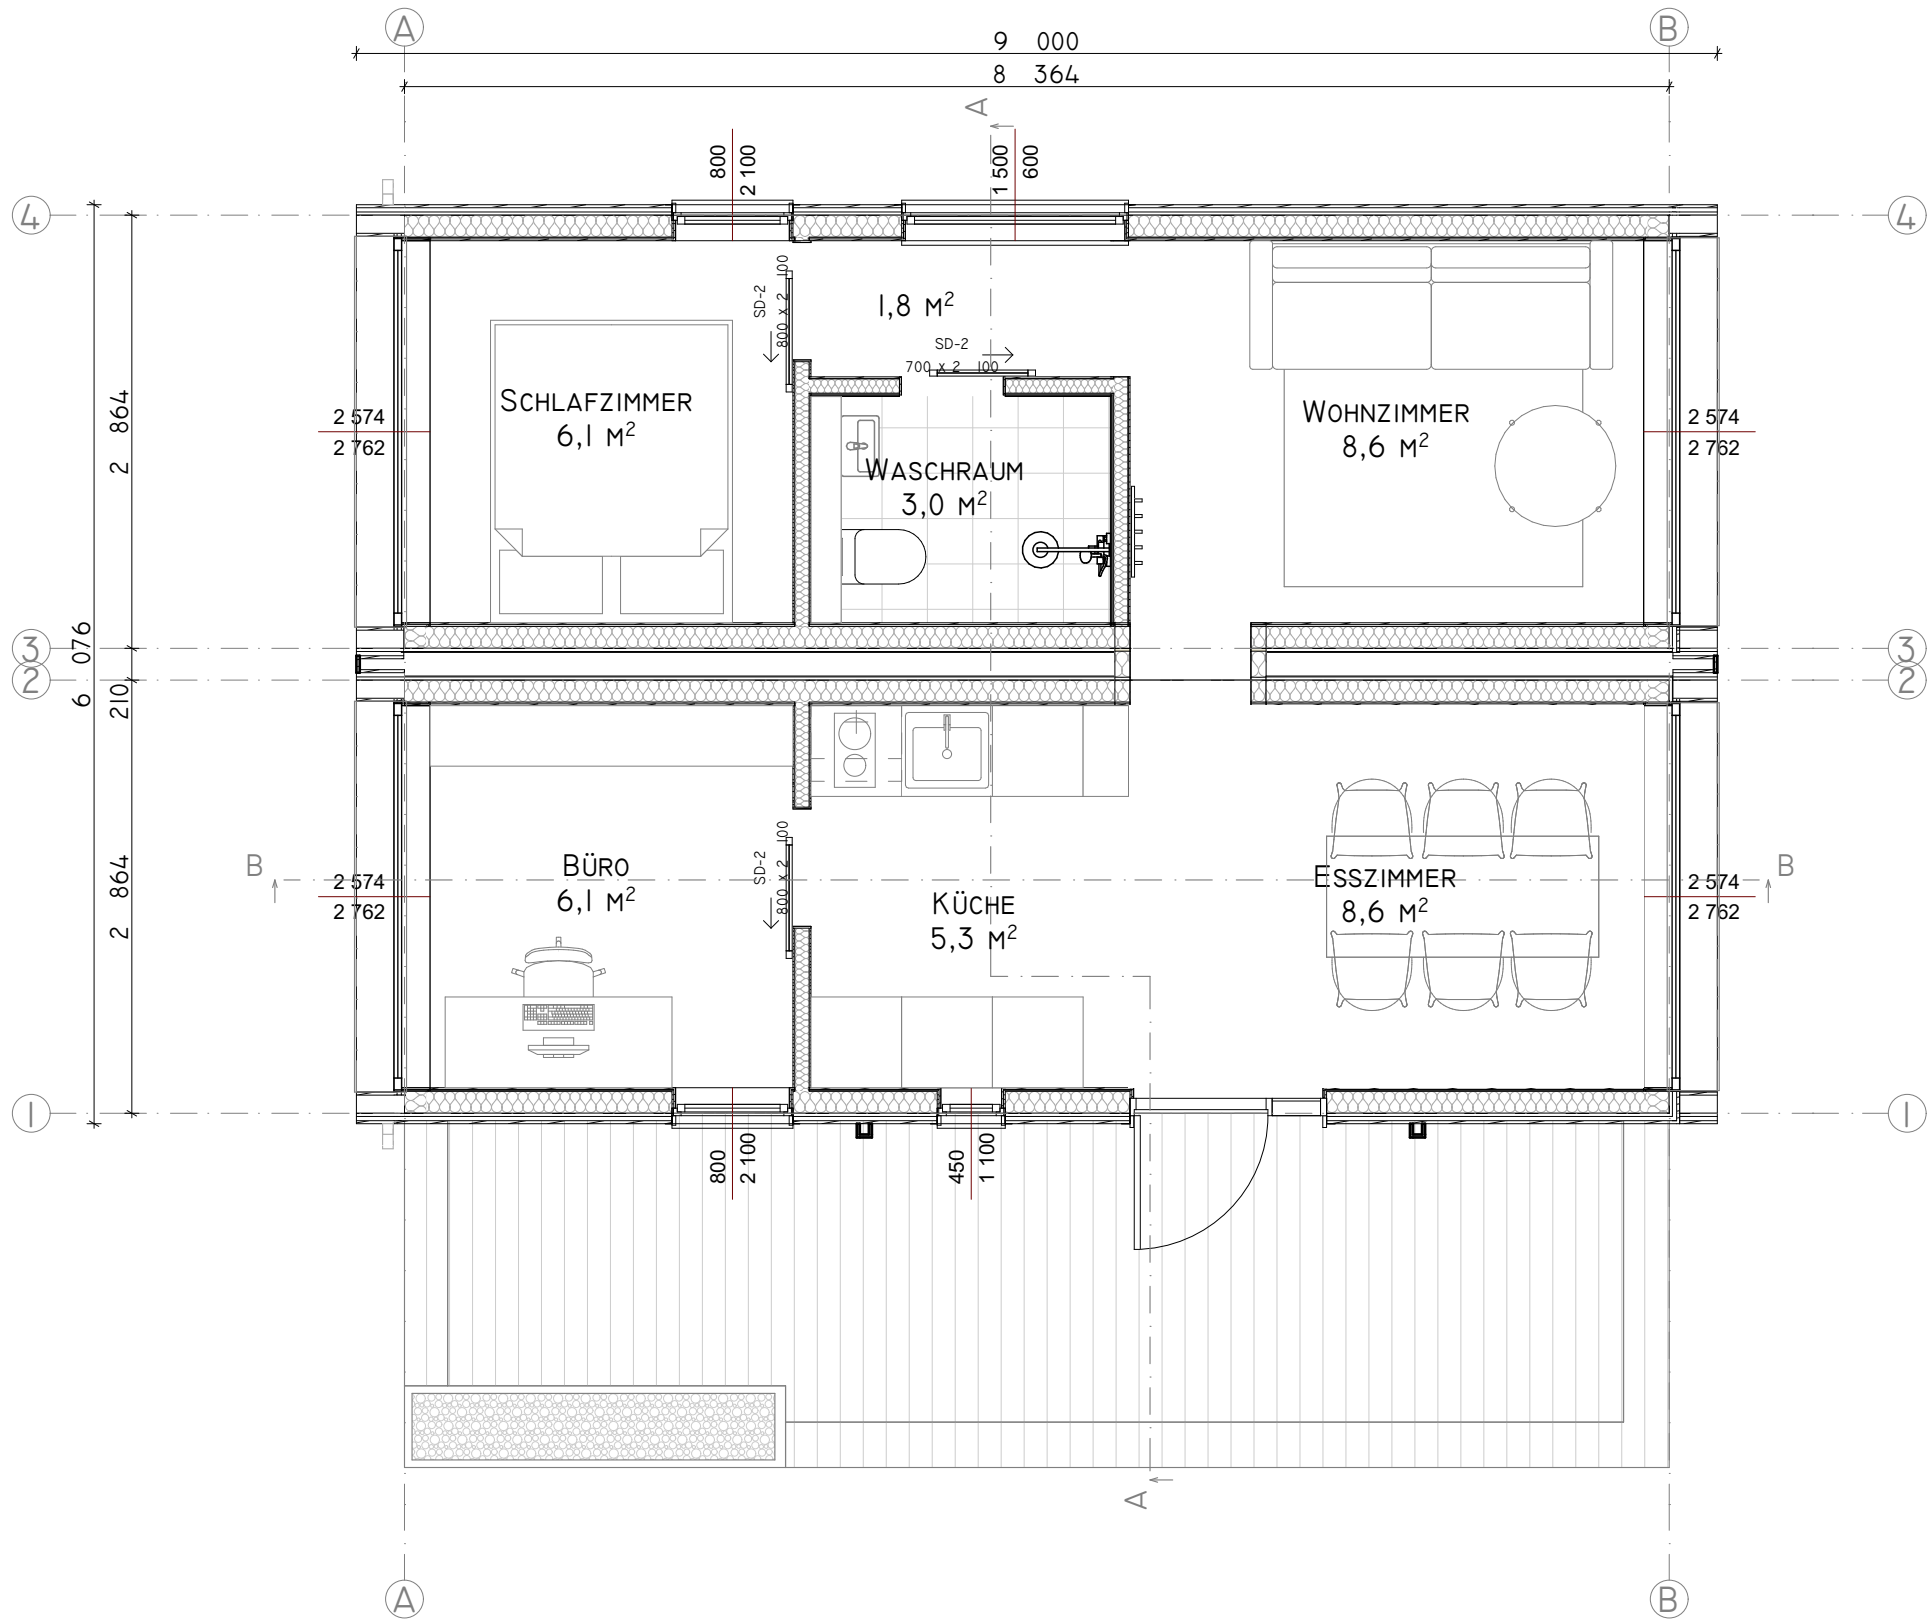 A
B
9 000
8 364
A
800
2 100
1 500
600
4
4
SD-2
800 x 2 100
1,8 M²
SD-2
700 x 2 100
2 864
SCHLAFZIMMER
6,1 M²
WOHNZIMMER
8,6 M²
2 574
2 762
2 574
2 762
WASCHRAUM
3,0 M²
6 076
3
3
2
2
210
2 864
SD-2
800 x 2 100
B
B
BÜRO
6,1 M²
KÜCHE
5,3 M²
ESSZIMMER
8,6 M²
2 574
2 762
2 574
2 762
1
1
800
2 100
450
1 100
A
A
B